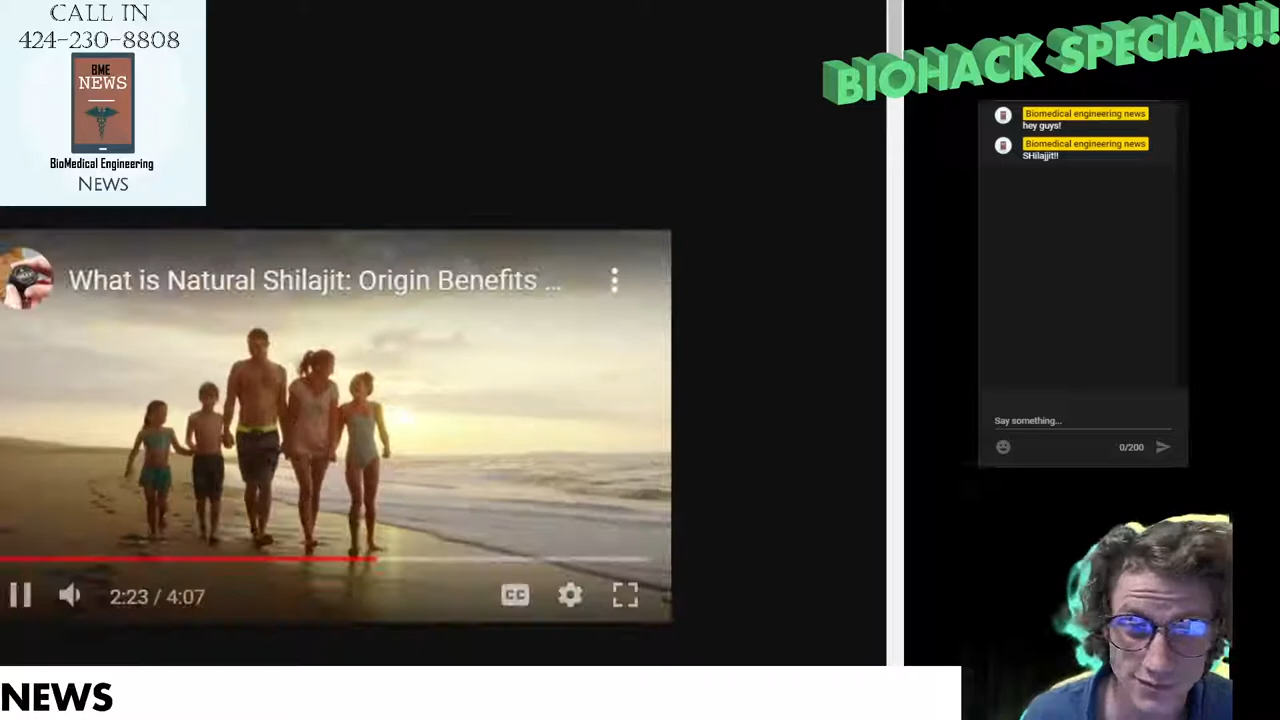 CALL IN
424-230-8808
BME
NEWS
BioMedical Engineering
NEWS
BIOHACK SPECIAL!!!
Biomedical engineering news
hey guys!
Biomedical engineering news
SHilajjit!!
What is Natural Shilajit: Origin Benefits ...
2:23 / 4:07
CC
Say something...
0/200
NEWS